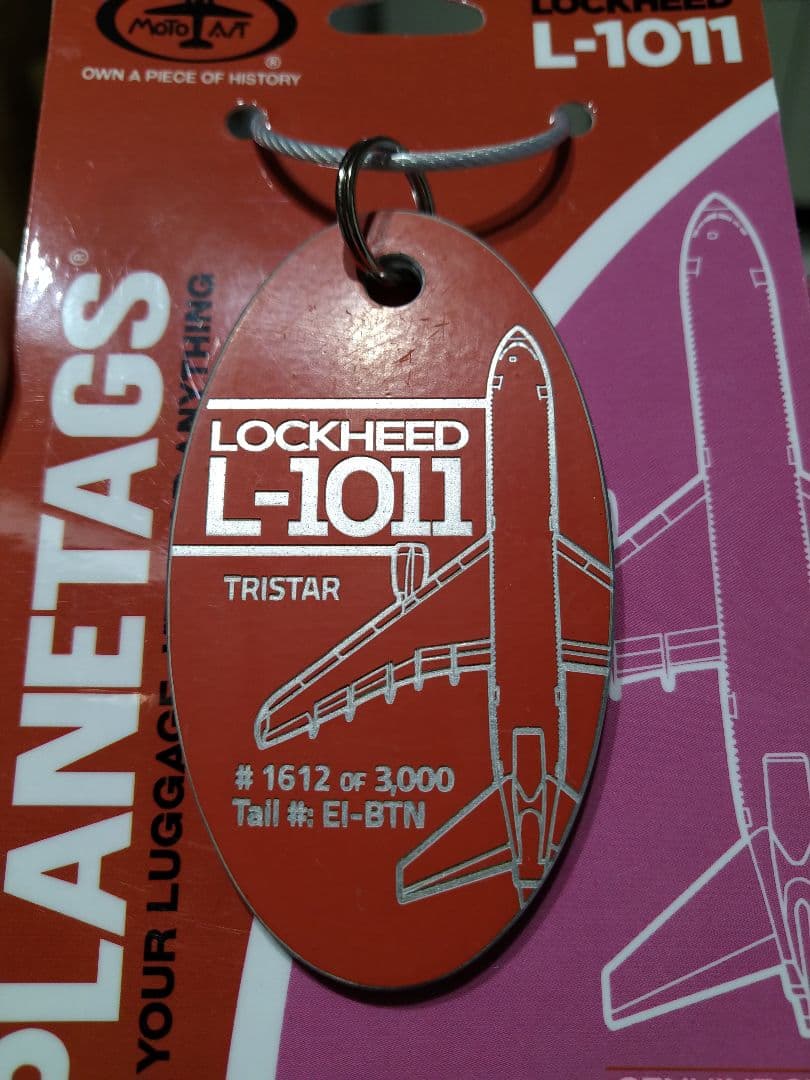 MOTO ART
®
OWN A PIECE OF HISTORY
LOCKHEED
L-1011
PLANETAGS®
YOUR LUGGAGE
ANYTHING
LOCKHEED
L-1011
TRISTAR
# 1612 OF 3,000
Tail #: EI-BTN